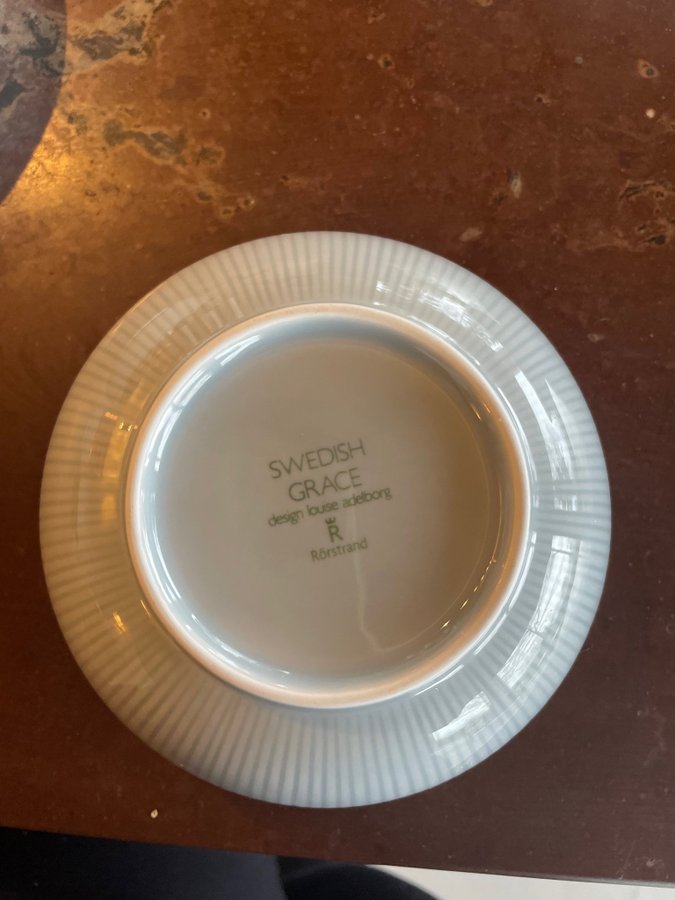 SWEDISH
GRACE
design louise adelborg
R
Rörstrand